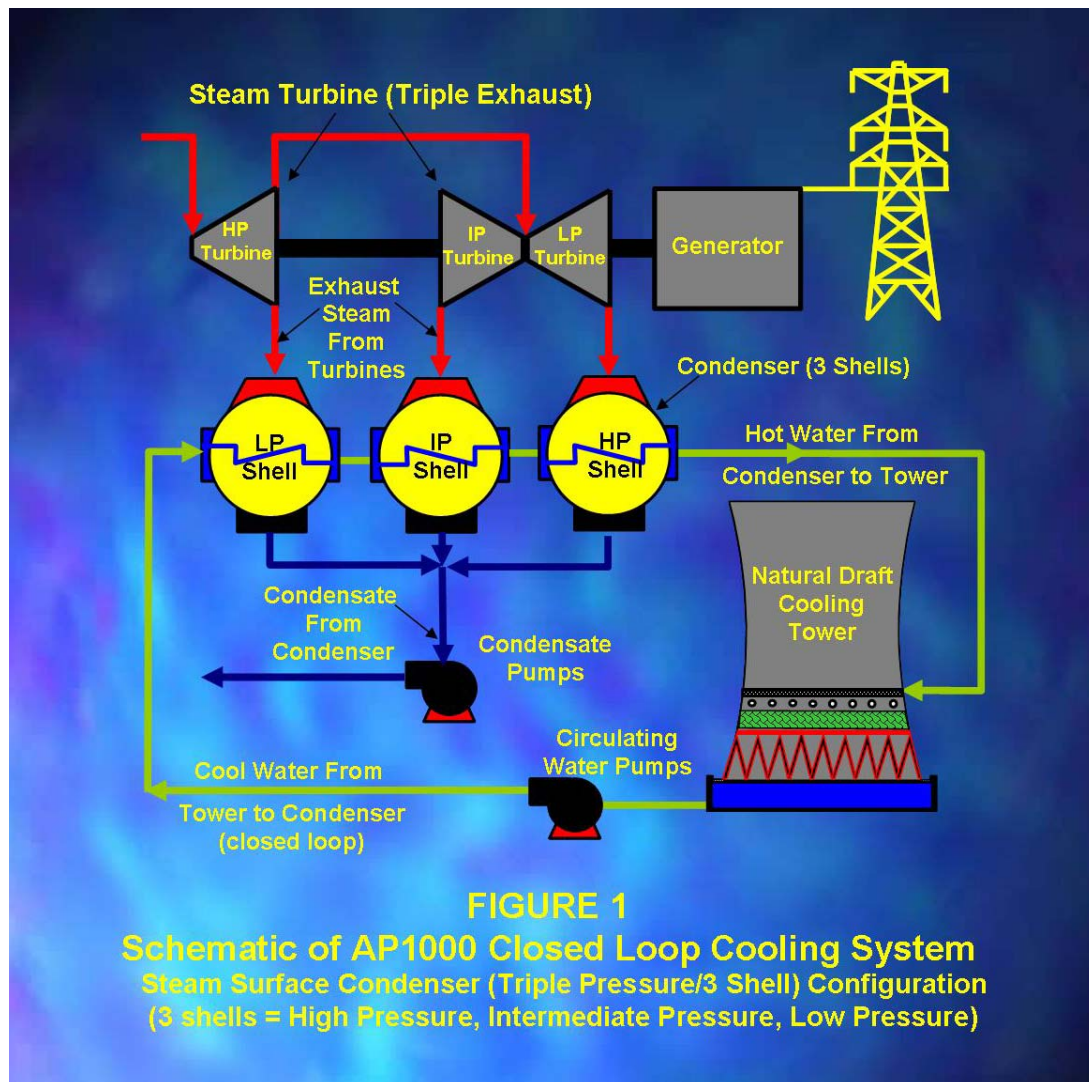 Steam Turbine (Triple Exhaust)
HP
Turbine
IP
Turbine
LP
Turbine
Generator
Exhaust
Steam
From
Turbines
Condenser (3 Shells)
LP
Shell
IP
Shell
HP
Shell
Hot Water From
Condenser to Tower
Natural Draft
Cooling
Tower
Condensate
From
Condenser
Condensate
Pumps
Circulating
Water Pumps
Cool Water From
Tower to Condenser
(closed loop)
FIGURE 1
Schematic of AP1000 Closed Loop Cooling System
Steam Surface Condenser (Triple Pressure/3 Shell) Configuration
(3 shells = High Pressure, Intermediate Pressure, Low Pressure)